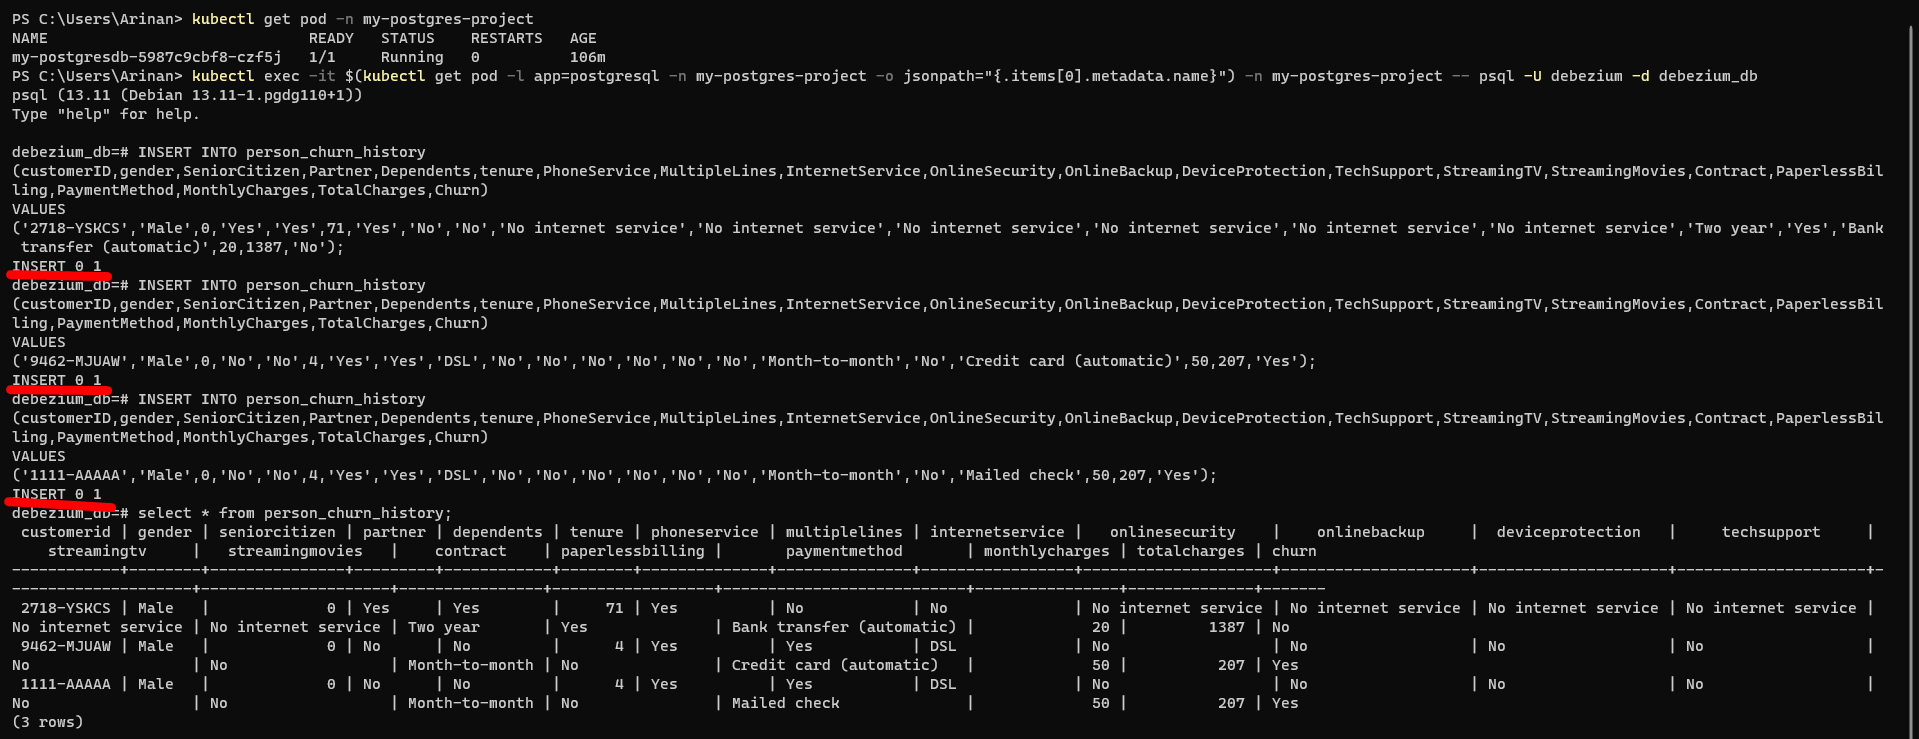 PS C:\Users\Arinan> kubectl get pod -n my-postgres-project
NAME                             READY   STATUS    RESTARTS   AGE
my-postgresdb-5987c9cbf8-czf5j   1/1     Running   0          106m
PS C:\Users\Arinan> kubectl exec -it $(kubectl get pod -l app=postgresql -n my-postgres-project -o jsonpath="{.items[0].metadata.name}") -n my-postgres-project -- psql -U debezium -d debezium_db
psql (13.11 (Debian 13.11-1.pgdg110+1))
Type "help" for help.
debezium_db=# INSERT INTO person_churn_history
(customerID,gender,SeniorCitizen,Partner,Dependents,tenure,PhoneService,MultipleLines,InternetService,OnlineSecurity,OnlineBackup,DeviceProtection,TechSupport,StreamingTV,StreamingMovies,Contract,PaperlessBil
ling,PaymentMethod,MonthlyCharges,TotalCharges,Churn)
VALUES
('2718-YSKCS','Male',0,'Yes','Yes',71,'Yes','No','No','No internet service','No internet service','No internet service','No internet service','No internet service','No internet service','Two year','Yes','Bank
 transfer (automatic)',20,1387,'No');
INSERT 0 1
debezium_db=# INSERT INTO person_churn_history
(customerID,gender,SeniorCitizen,Partner,Dependents,tenure,PhoneService,MultipleLines,InternetService,OnlineSecurity,OnlineBackup,DeviceProtection,TechSupport,StreamingTV,StreamingMovies,Contract,PaperlessBil
ling,PaymentMethod,MonthlyCharges,TotalCharges,Churn)
VALUES
('9462-MJUAW','Male',0,'No','No',4,'Yes','Yes','DSL','No','No','No','No','No','No','Month-to-month','No','Credit card (automatic)',50,207,'Yes');
INSERT 0 1
debezium_db=# INSERT INTO person_churn_history
(customerID,gender,SeniorCitizen,Partner,Dependents,tenure,PhoneService,MultipleLines,InternetService,OnlineSecurity,OnlineBackup,DeviceProtection,TechSupport,StreamingTV,StreamingMovies,Contract,PaperlessBil
ling,PaymentMethod,MonthlyCharges,TotalCharges,Churn)
VALUES
('1111-AAAAA','Male',0,'No','No',4,'Yes','Yes','DSL','No','No','No','No','No','No','Month-to-month','No','Mailed check',50,207,'Yes');
INSERT 0 1
debezium_db=# select * from person_churn_history;
 customerid | gender | seniorcitizen | partner | dependents | tenure | phoneservice | multiplelines | internetservice |   onlinesecurity    |    onlinebackup     |  deviceprotection   |     techsupport     |
    streamingtv     |   streamingmovies   |    contract    | paperlessbilling |       paymentmethod       | monthlycharges | totalcharges | churn
------------+--------+---------------+---------+------------+--------+--------------+---------------+-----------------+---------------------+---------------------+---------------------+---------------------+-
--------------------+---------------------+----------------+------------------+---------------------------+----------------+--------------+-------
 2718-YSKCS | Male   |             0 | Yes     | Yes        |     71 | Yes          | No            | No              | No internet service | No internet service | No internet service | No internet service |
No internet service | No internet service | Two year       | Yes              | Bank transfer (automatic) |             20 |         1387 | No
 9462-MJUAW | Male   |             0 | No      | No         |      4 | Yes          | Yes           | DSL             | No                  | No                  | No                  | No                  |
No                  | No                  | Month-to-month | No               | Credit card (automatic)   |             50 |          207 | Yes
 1111-AAAAA | Male   |             0 | No      | No         |      4 | Yes          | Yes           | DSL             | No                  | No                  | No                  | No                  |
No                  | No                  | Month-to-month | No               | Mailed check              |             50 |          207 | Yes
(3 rows)